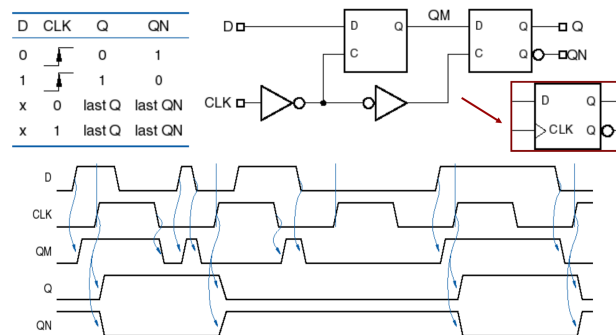 D CLK Q QN
0 0 1
1 1 0
x 0 last Q last QN
x 1 last Q last QN
D D Q QM D Q Q
C C Q QN
CLK
D Q
CLK Q
D
CLK
QM
Q
QN